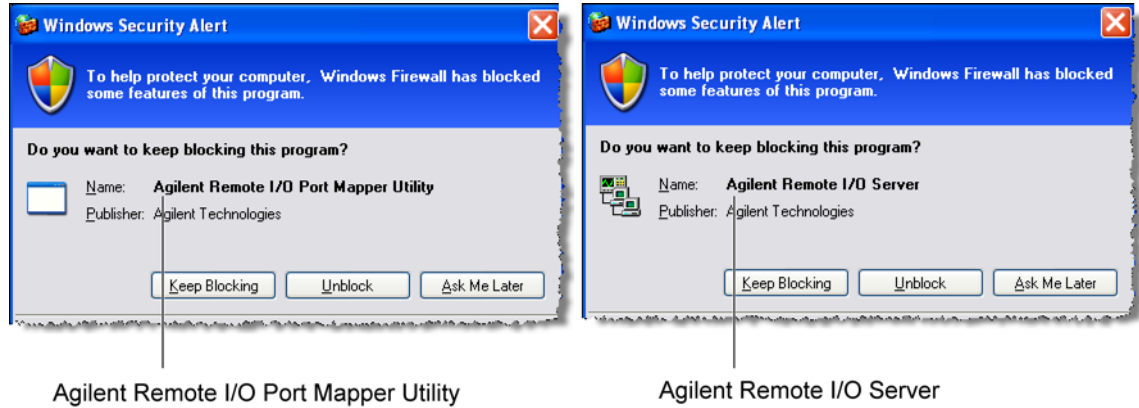 Windows Security Alert
To help protect your computer, Windows Firewall has blocked
some features of this program.
Do you want to keep blocking this program?
Name: Agilent Remote I/O Port Mapper Utility
Publisher: Agilent Technologies
Keep Blocking Unblock Ask Me Later
Agilent Remote I/O Port Mapper Utility
Windows Security Alert
To help protect your computer, Windows Firewall has blocked
some features of this program.
Do you want to keep blocking this program?
Name: Agilent Remote I/O Server
Publisher: Agilent Technologies
Keep Blocking Unblock Ask Me Later
Agilent Remote I/O Server